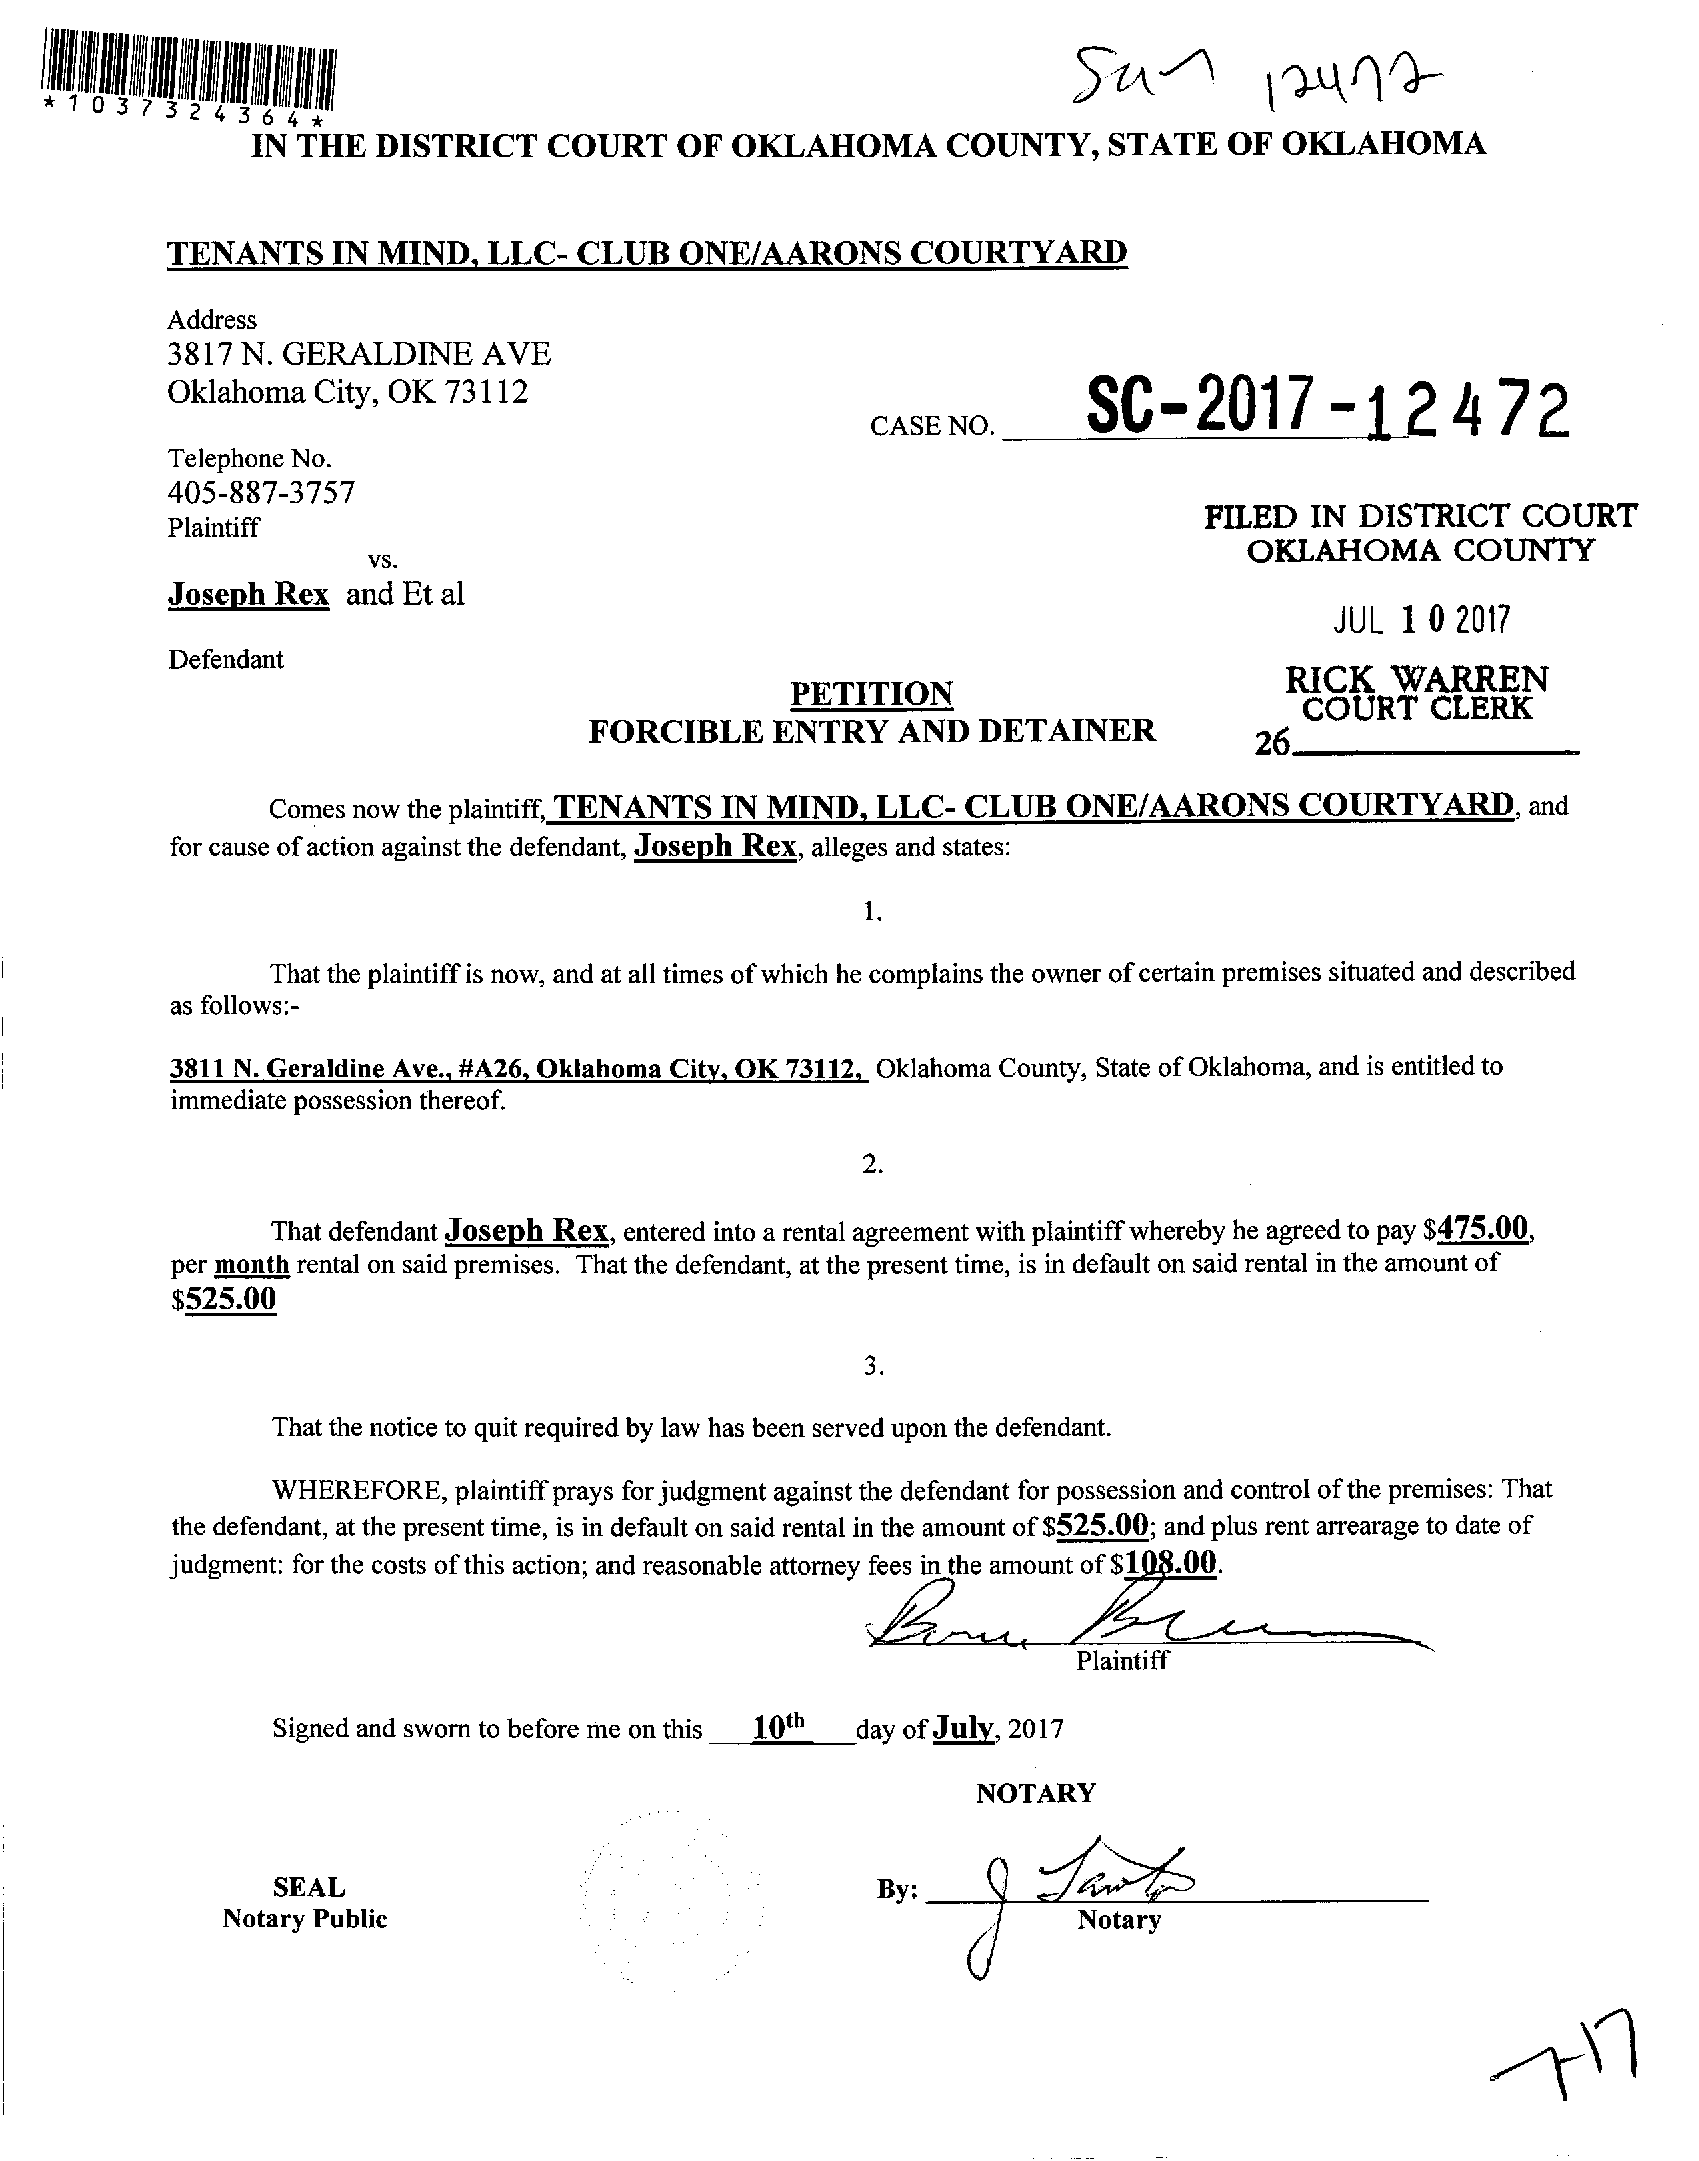 *1037324364*
12472
IN THE DISTRICT COURT OF OKLAHOMA COUNTY, STATE OF OKLAHOMA
TENANTS IN MIND, LLC- CLUB ONE/AARONS COURTYARD
Address
3817 N. GERALDINE AVE
Oklahoma City, OK 73112
CASE NO. SC-2017-12472
Telephone No.
405-887-3757
Plaintiff
vs.
Joseph Rex and Et al
Defendant
FILED IN DISTRICT COURT
OKLAHOMA COUNTY
JUL 10 2017
RICK WARREN
COURT CLERK
26
PETITION
FORCIBLE ENTRY AND DETAINER
Comes now the plaintiff, TENANTS IN MIND, LLC- CLUB ONE/AARONS COURTYARD, and
for cause of action against the defendant, Joseph Rex, alleges and states:
1.
That the plaintiff is now, and at all times of which he complains the owner of certain premises situated and described
as follows:-
3811 N. Geraldine Ave., #A26, Oklahoma City, OK 73112, Oklahoma County, State of Oklahoma, and is entitled to
immediate possession thereof.
2.
That defendant Joseph Rex, entered into a rental agreement with plaintiff whereby he agreed to pay $475.00,
per month rental on said premises. That the defendant, at the present time, is in default on said rental in the amount of
$525.00
3.
That the notice to quit required by law has been served upon the defendant.
WHEREFORE, plaintiff prays for judgment against the defendant for possession and control of the premises: That
the defendant, at the present time, is in default on said rental in the amount of $525.00; and plus rent arrearage to date of
judgment: for the costs of this action; and reasonable attorney fees in the amount of $108.00.
Plaintiff
Signed and sworn to before me on this 10th day of July, 2017
NOTARY
SEAL
Notary Public
By:
Notary
7-17